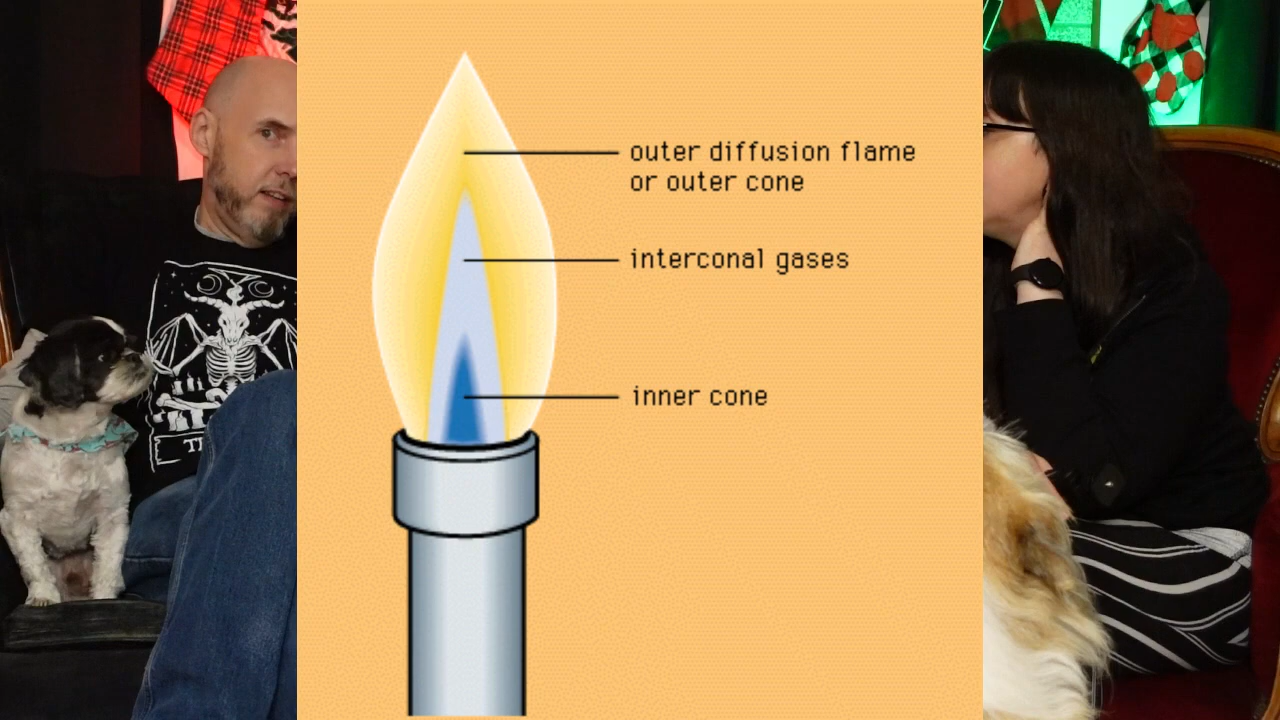 outer diffusion flame
or outer cone
interconal gases
inner cone